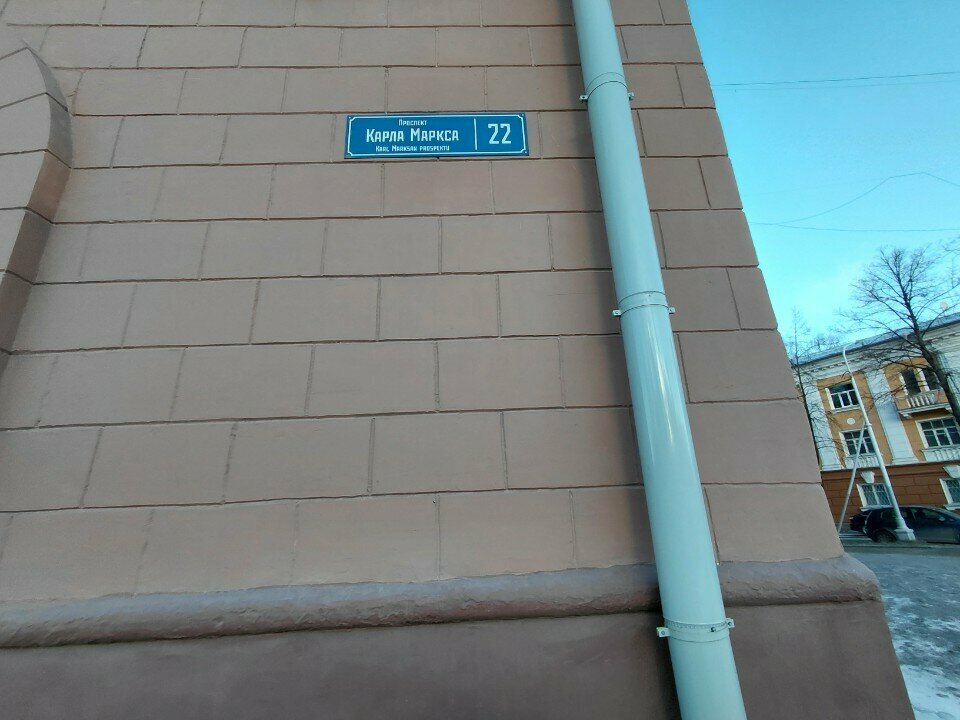 Проспект
Карла Маркса
Karl Marksan prospektu
22